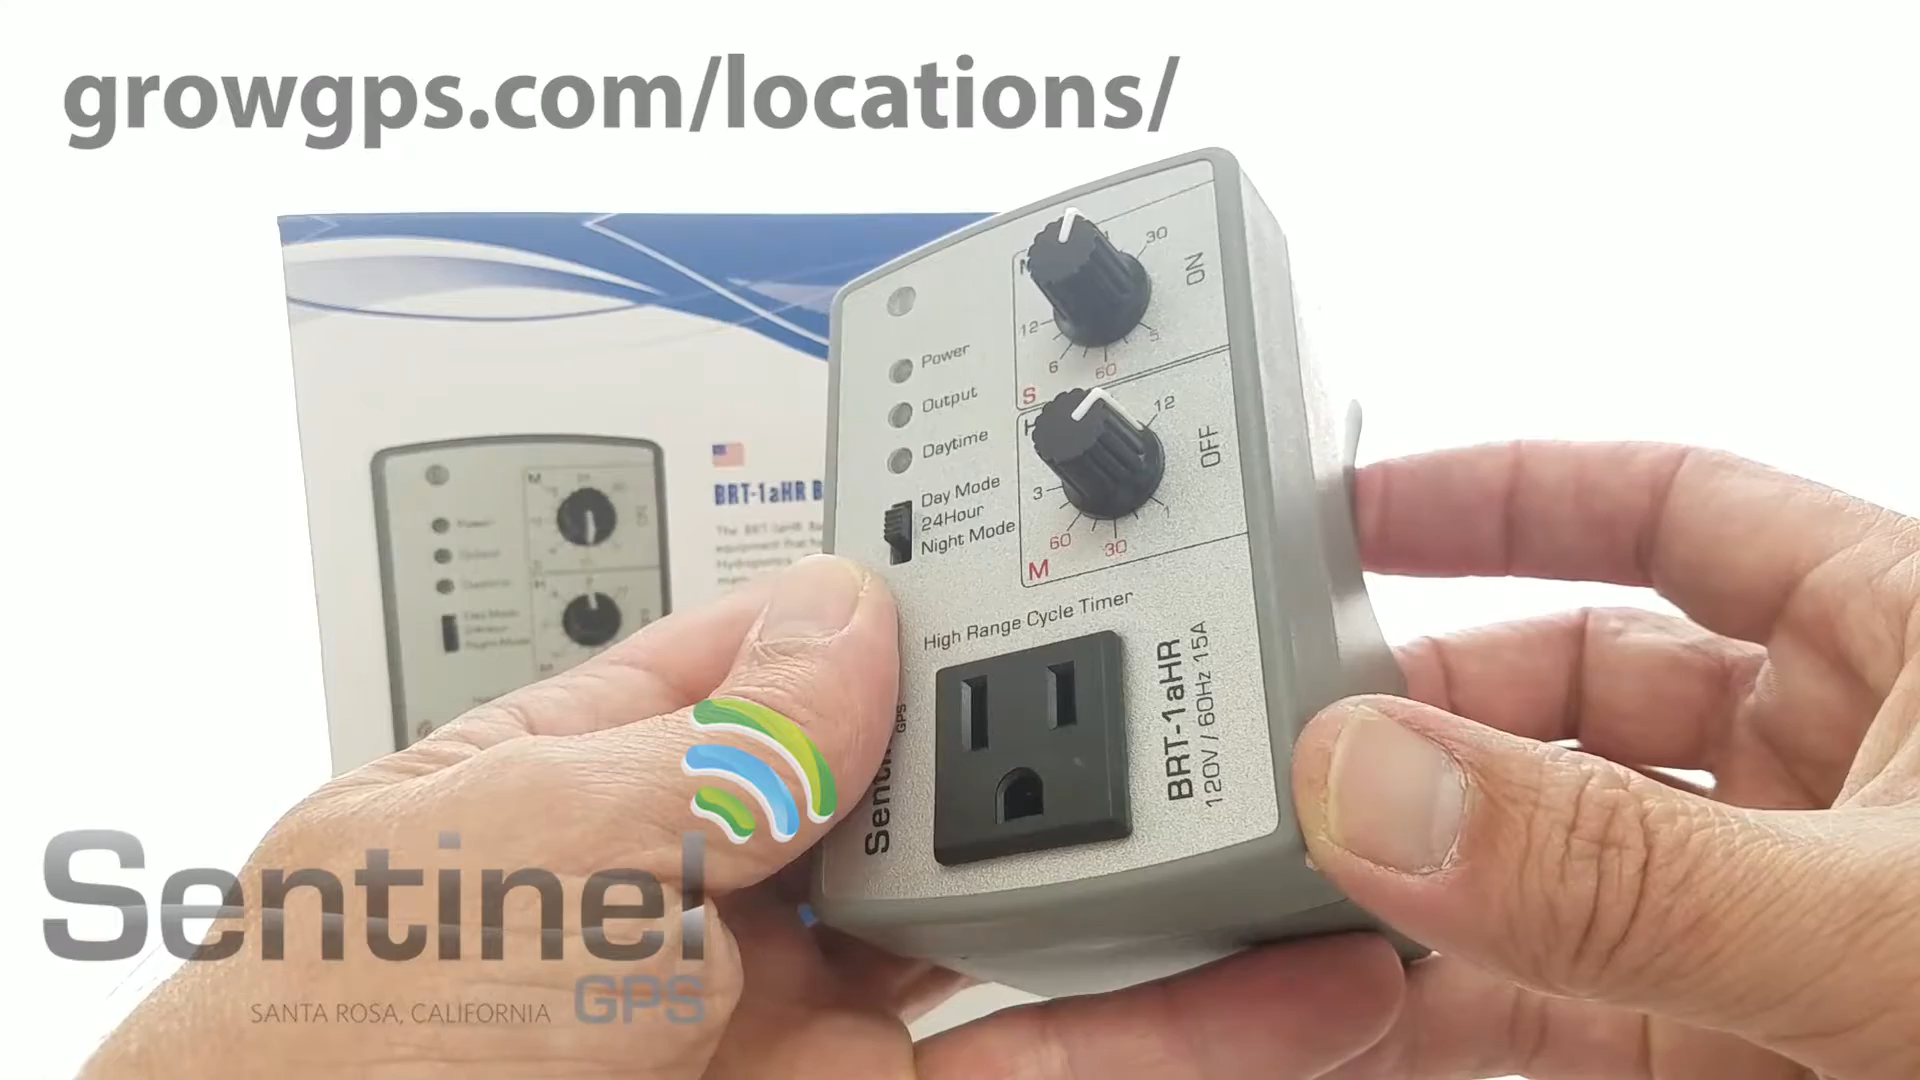 growgps.com/locations/
30
ON
12
5
6
60
S
Power
Output
Daytime
Day Mode
24Hour
Night Mode
12
OFF
3
1
60
30
M
High Range Cycle Timer
BRT-1aHR
120V / 60Hz 15A
GPS
M
BRT-1aHR
Sentinel
GPS
SANTA ROSA, CALIFORNIA